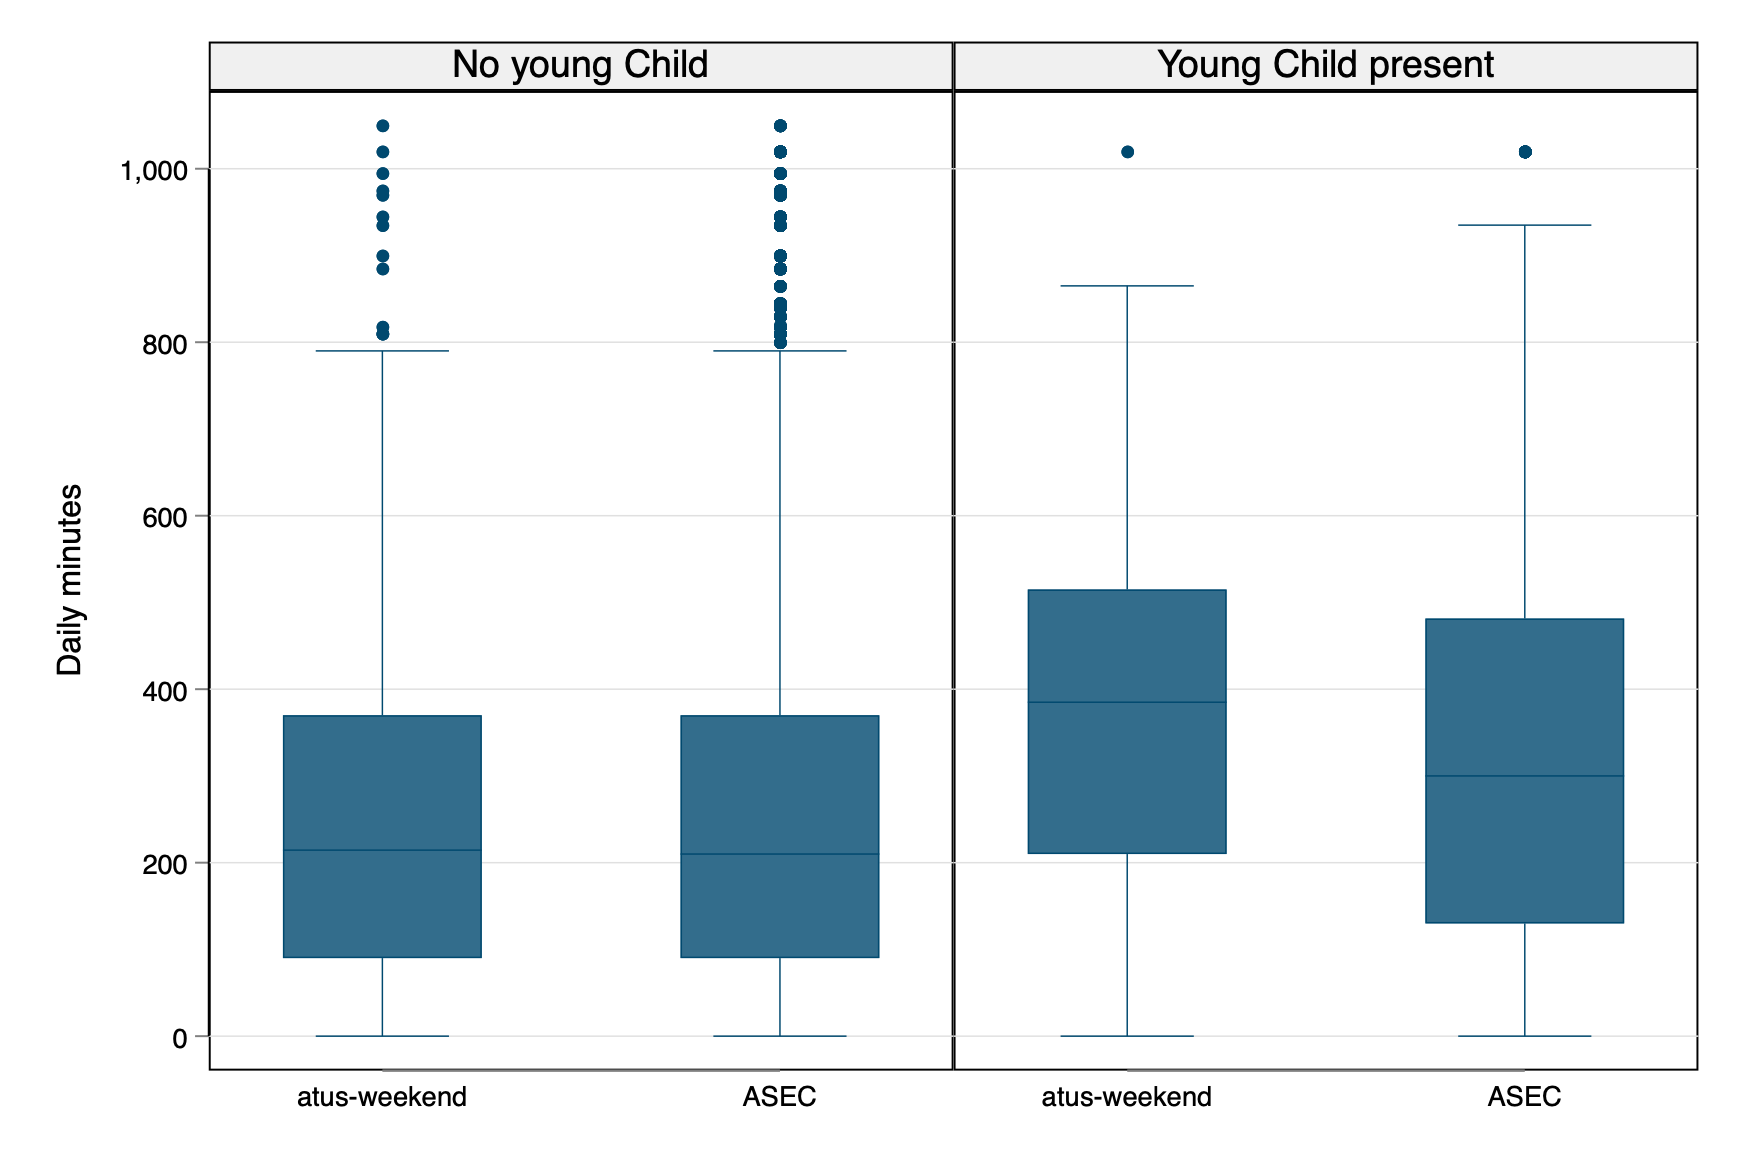 No young Child
Young Child present
Daily minutes
1,000
800
600
400
200
0
atus-weekend
ASEC
atus-weekend
ASEC